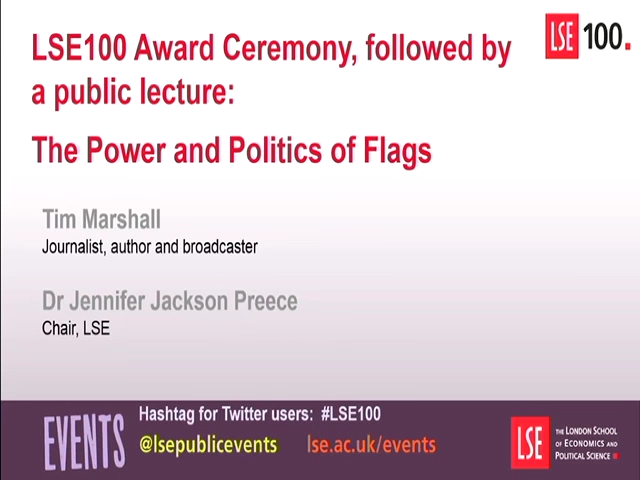 LSE100 Award Ceremony, followed by
a public lecture:
LSE 100.
The Power and Politics of Flags
Tim Marshall
Journalist, author and broadcaster
Dr Jennifer Jackson Preece
Chair, LSE
EVENTS
Hashtag for Twitter users: #LSE100
@lsepublicevents lse.ac.uk/events
LSE
THE LONDON SCHOOL
OF ECONOMICS AND
POLITICAL SCIENCE